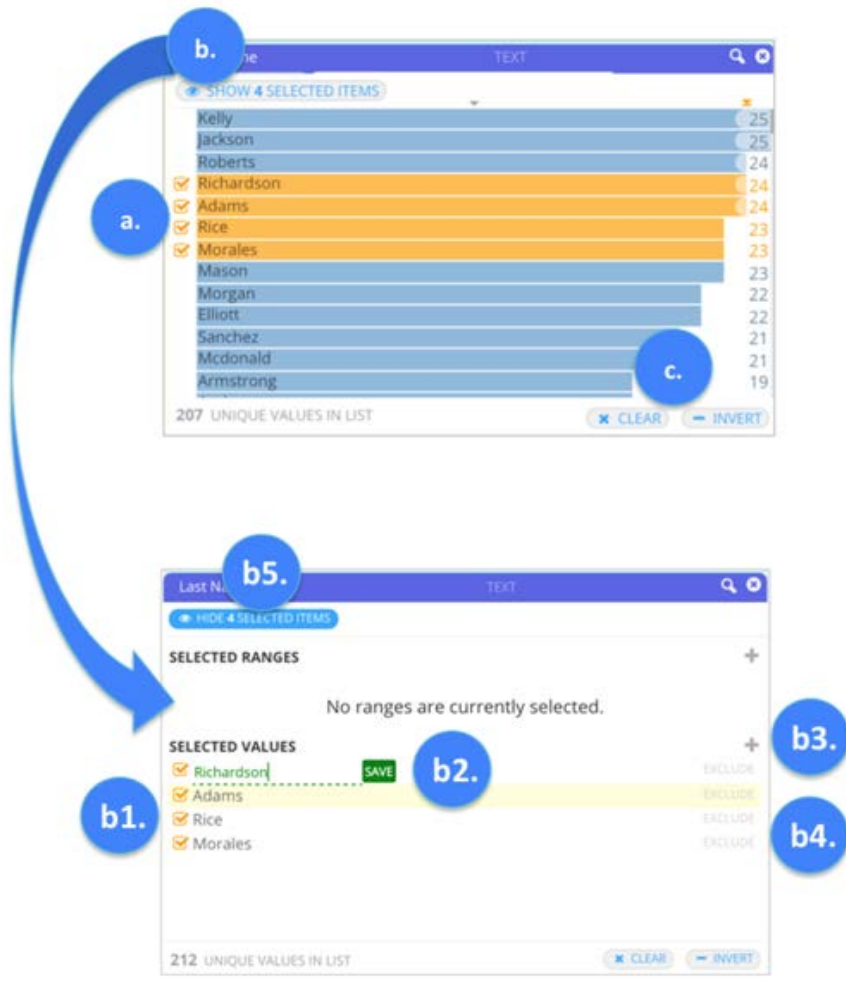 b.
ne TEXT
SHOW 4 SELECTED ITEMS
Kelly 25
Jackson 25
Roberts 24
Richardson 24
a.
Adams 24
Rice 23
Morales 23
Mason 23
Morgan 22
Elliott 22
Sanchez 21
Mcdonald 21
c.
Armstrong 19
207 UNIQUE VALUES IN LIST CLEAR INVERT
b5.
Last N TEXT
HIDE 4 SELECTED ITEMS
SELECTED RANGES
No ranges are currently selected.
b3.
SELECTED VALUES
Richardson SAVE b2. EXCLUDE
Adams EXCLUDE
b1.
Rice EXCLUDE
b4.
Morales EXCLUDE
212 UNIQUE VALUES IN LIST CLEAR INVERT